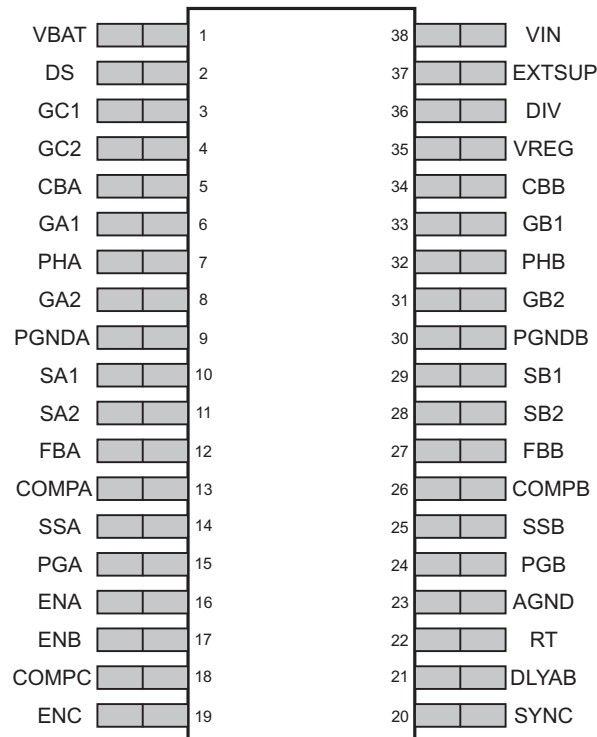 VBAT 1 38 VIN
DS 2 37 EXTSUP
GC1 3 36 DIV
GC2 4 35 VREG
CBA 5 34 CBB
GA1 6 33 GB1
PHA 7 32 PHB
GA2 8 31 GB2
PGNDA 9 30 PGNDB
SA1 10 29 SB1
SA2 11 28 SB2
FBA 12 27 FBB
COMPA 13 26 COMPB
SSA 14 25 SSB
PGA 15 24 PGB
ENA 16 23 AGND
ENB 17 22 RT
COMPC 18 21 DLYAB
ENC 19 20 SYNC